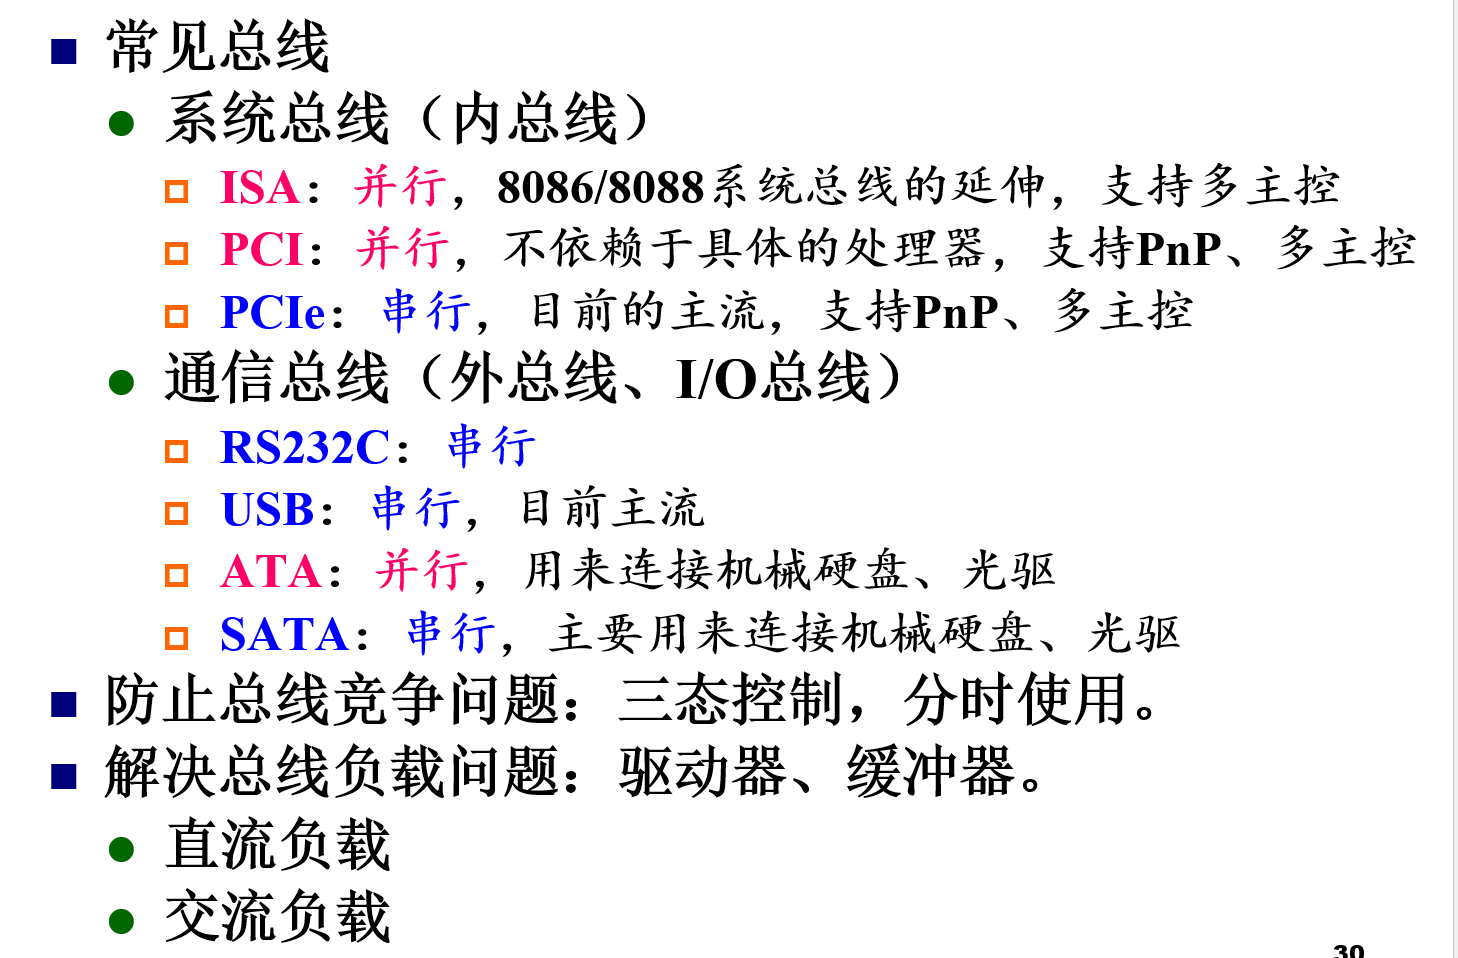 常见总线
系统总线（内总线）
ISA：并行，8086/8088系统总线的延伸，支持多主控
PCI：并行，不依赖于具体的处理器，支持PnP、多主控
PCIe：串行，目前的主流，支持PnP、多主控
通信总线（外总线、I/O总线）
RS232C：串行
USB：串行，目前主流
ATA：并行，用来连接机械硬盘、光驱
SATA：串行，主要用来连接机械硬盘、光驱
防止总线竞争问题：三态控制，分时使用。
解决总线负载问题：驱动器、缓冲器。
直流负载
交流负载
30